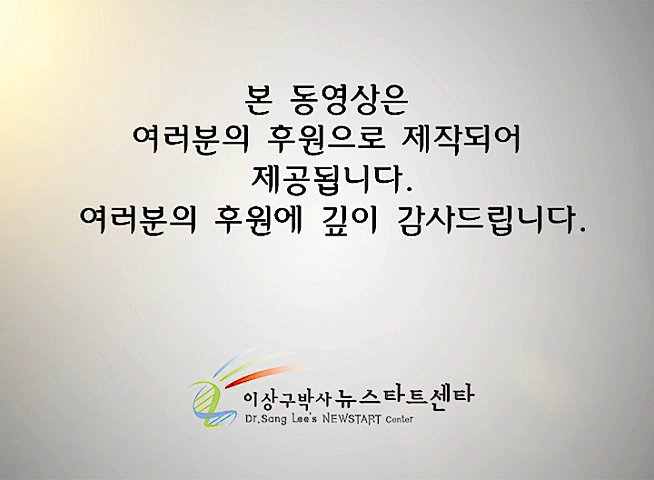 본 동영상은
여러분의 후원으로 제작되어
제공됩니다.
여러분의 후원에 깊이 감사드립니다.
이상구박사 뉴스타트센타
Dr.Sang Lee's NEWSTART Center